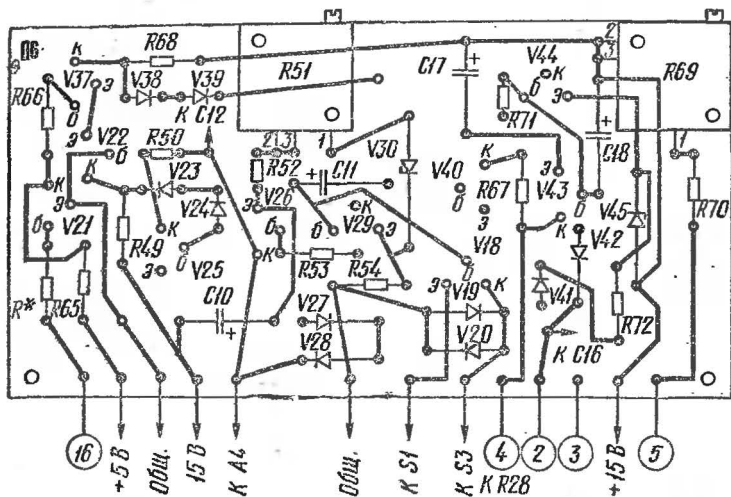 П6
к
R68
V44
к
2
3
V37
V38
V39
R51
C17
б
э
R69
R66
б
к C12
R71
э
1
C18
V22
б
R50
213
1
V30
V40
к
1
к
V23
R52
C11
R67
V43
к
э
V24
V26
к
б
б
V45
R70
б
V21
R49
к
б
V29
э
э
V18
к
V42
V25
к
R53
R54
б
э
б
э
V19
к
V41
R*
R65
C10
V27
R72
V28
V20
к C16
16
+5 В
Общ.
15 В
К А4
Общ.
К S1
К S3
4
К R28
2
3
+15 В
5